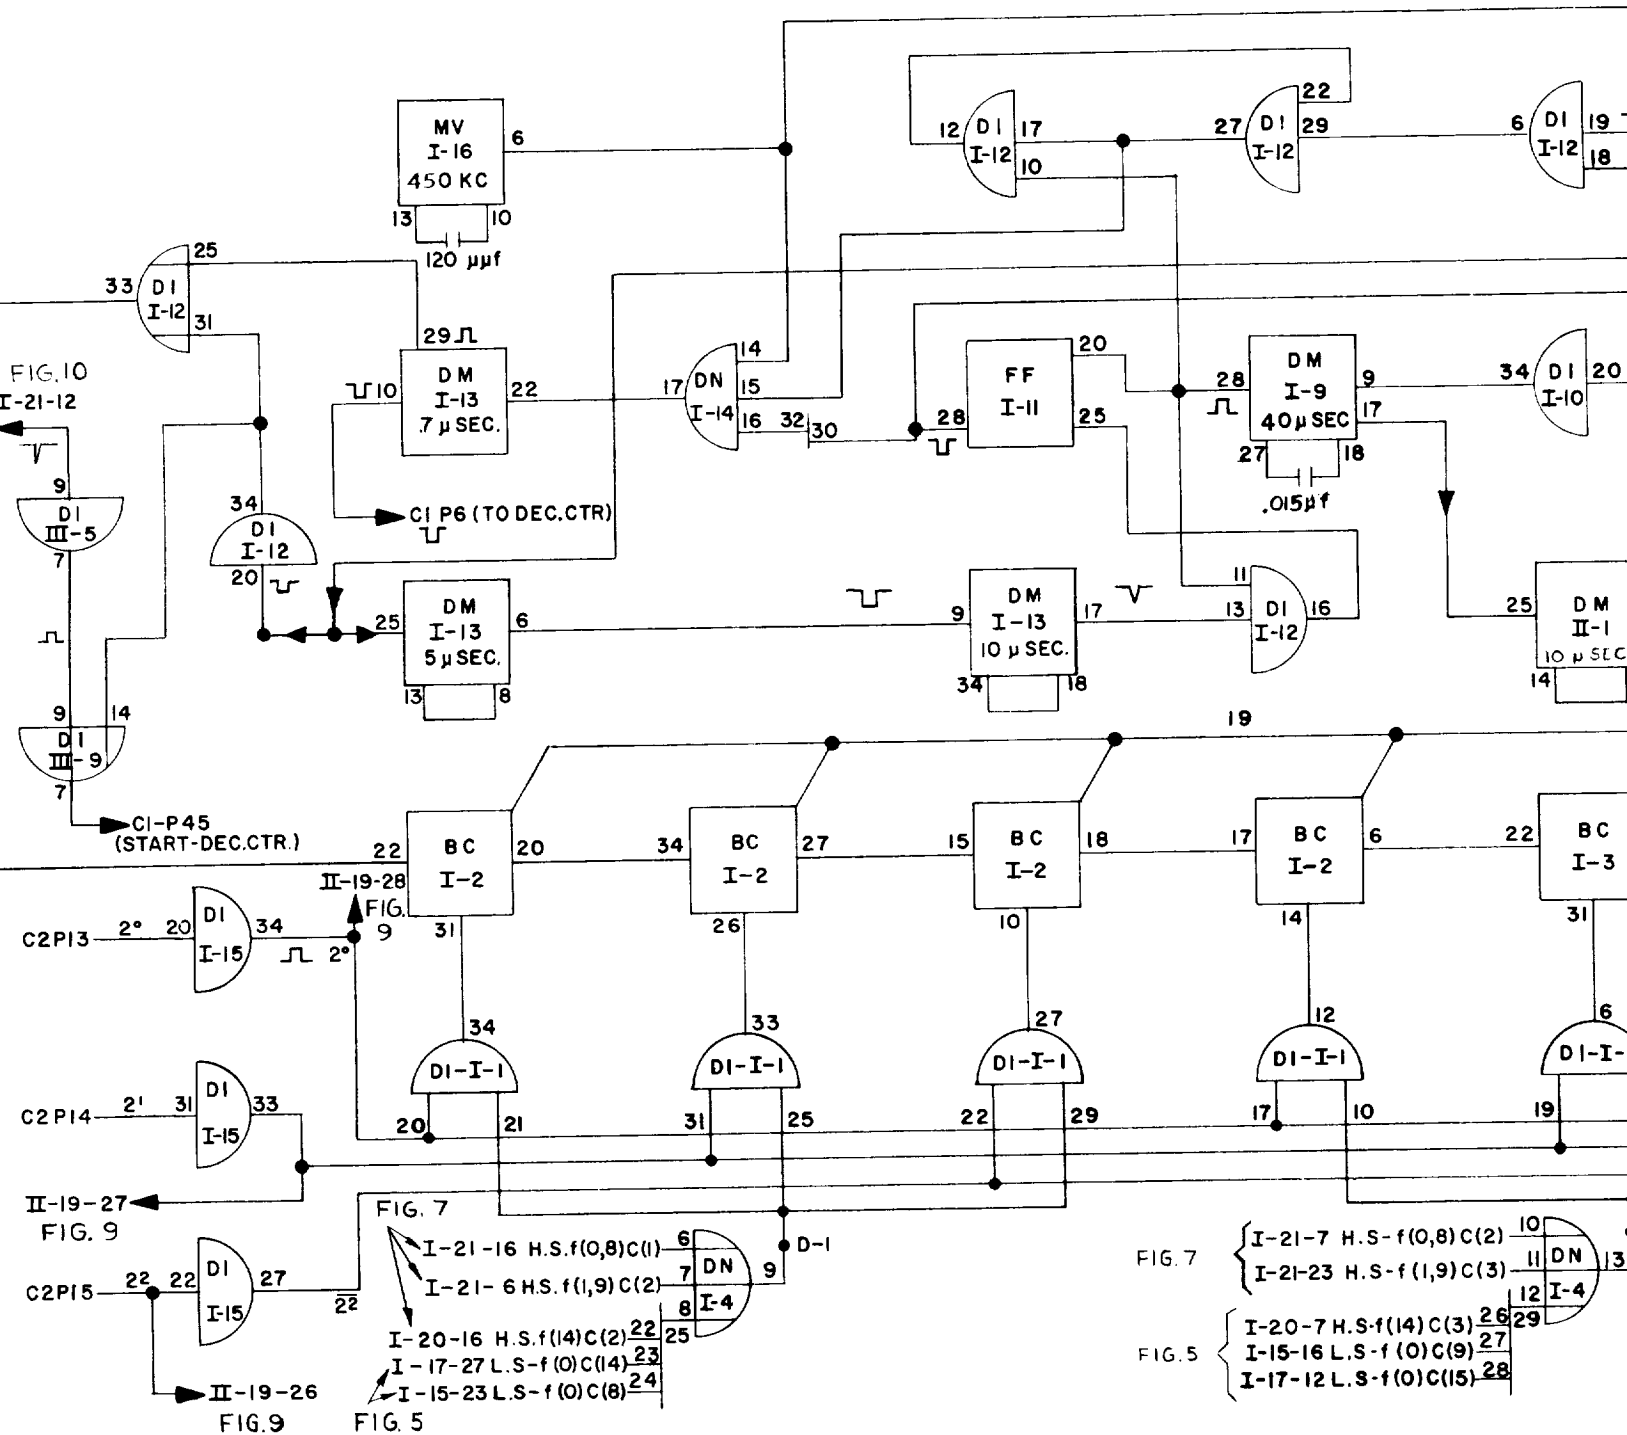 MV
I-16
450 KC
6
13
10
120 µµf
12
DI
I-12
17
10
27
DI
I-12
22
29
6
DI
I-12
19
18
33
DI
I-12
25
31
FIG.10
I-21-12
9
DI
III-5
7
29
10
DM
I-13
.7 µ SEC.
22
17
DN
I-14
14
15
16
32
30
28
FF
I-11
20
25
28
DM
I-9
40 µ SEC
9
17
27
18
.015µf
34
DI
I-10
20
CI P6 (TO DEC.CTR)
34
DI
I-12
20
25
DM
I-13
5 µ SEC.
6
13
8
9
DM
I-13
10 µ SEC.
17
34
18
11
13
DI
I-12
16
25
DM
II-1
10 µ SEC
14
9
14
DI
III-9
7
CI-P45
(START-DEC.CTR.)
19
22
BC
I-2
20
31
34
BC
I-2
27
26
15
BC
I-2
18
10
17
BC
I-2
6
14
22
BC
I-3
31
II-19-28
FIG.
9
C2P13
2°
20
DI
I-15
34
2°
34
DI-I-1
20
21
33
DI-I-1
31
25
27
DI-I-1
22
29
12
DI-I-1
17
10
6
DI-I-
19
C2P14
2'
31
DI
I-15
33
II-19-27
FIG. 9
C2P15
22
22
DI
I-15
27
22
II-19-26
FIG.9
FIG. 7
I-21-16 H.S.f(0,8)C(1)
6
I-21-6 H.S.f(1,9)C(2)
7
DN
I-4
9
D-1
8
I-20-16 H.S.f(14)C(2)
22
25
I-17-27 L.S-f(0)C(14)
23
I-15-23 L.S-f(0)C(8)
24
FIG. 5
FIG.7
I-21-7 H.S-f(0,8)C(2)
10
I-21-23 H.S-f(1,9)C(3)
11
DN
I-4
13
12
FIG.5
I-20-7 H.S-f(14)C(3)
26
29
I-15-16 L.S-f(0)C(9)
27
I-17-12 L.S-f(0)C(15)
28